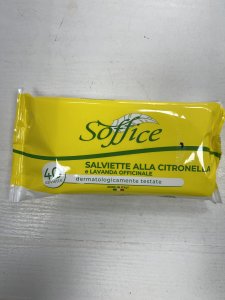 Soffice
SALVIETTE ALLA CITRONELLA
e LAVANDA OFFICINALE
40
dermatologicamente testate